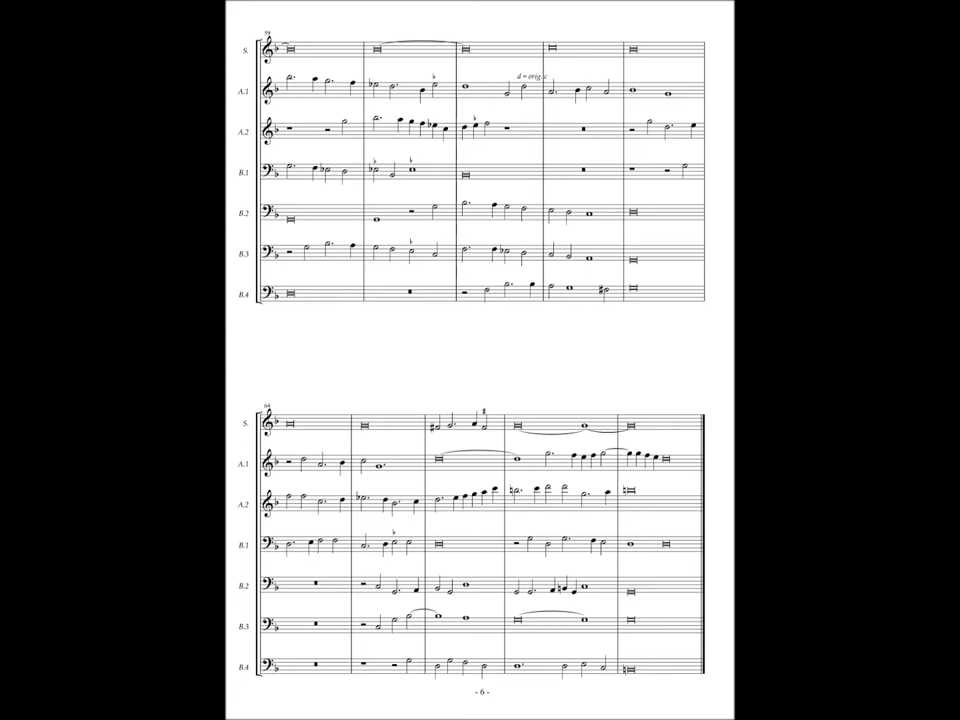 59
S.
A.1
d = orig. c
A.2
B.1
B.2
B.3
B.4
64
S.
A.1
A.2
B.1
B.2
B.3
B.4
- 6 -